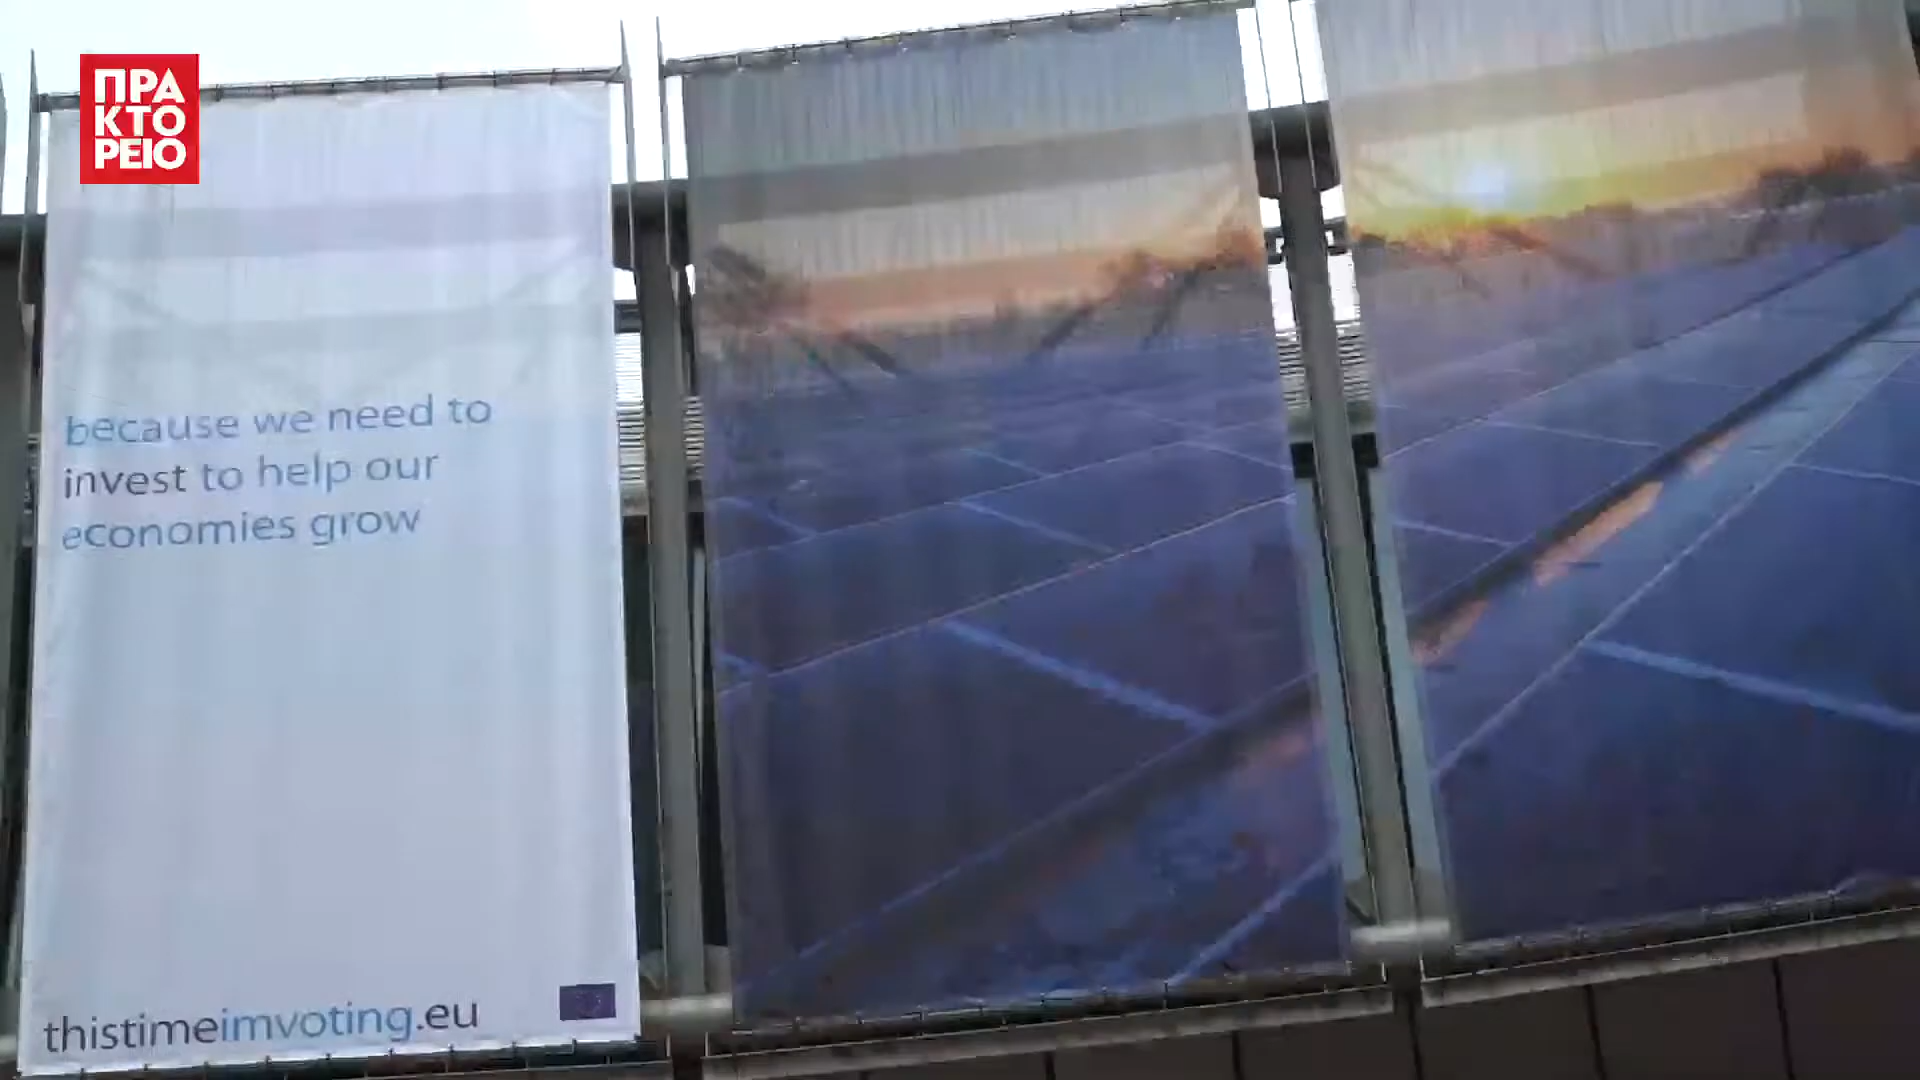 ΠΡΑ
ΚΤΟ
ΡΕΙΟ
because we need to
invest to help our
economies grow
thistimeimvoting.eu